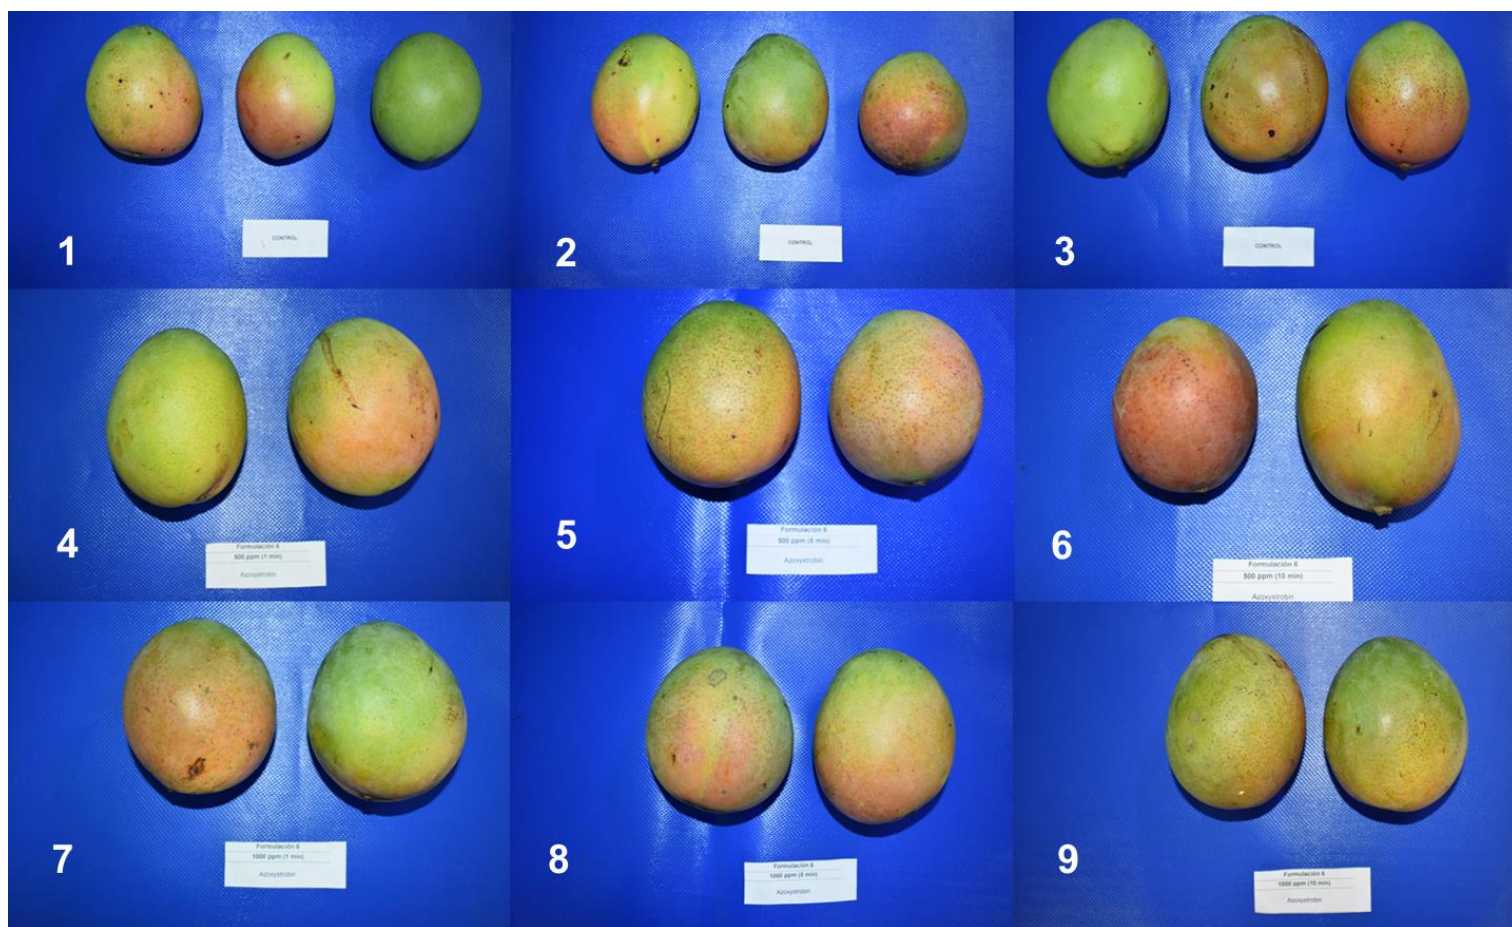 1
CONTROL
2
CONTROL
3
CONTROL
4
Formulación 6
500 ppm (1 min)
Azoxystrobin
5
Formulación 6
500 ppm (5 min)
Azoxystrobin
6
Formulación 6
500 ppm (10 min)
Azoxystrobin
7
Formulación 6
1000 ppm (1 min)
Azoxystrobin
8
Formulación 6
1000 ppm (5 min)
Azoxystrobin
9
Formulación 6
1000 ppm (10 min)
Azoxystrobin